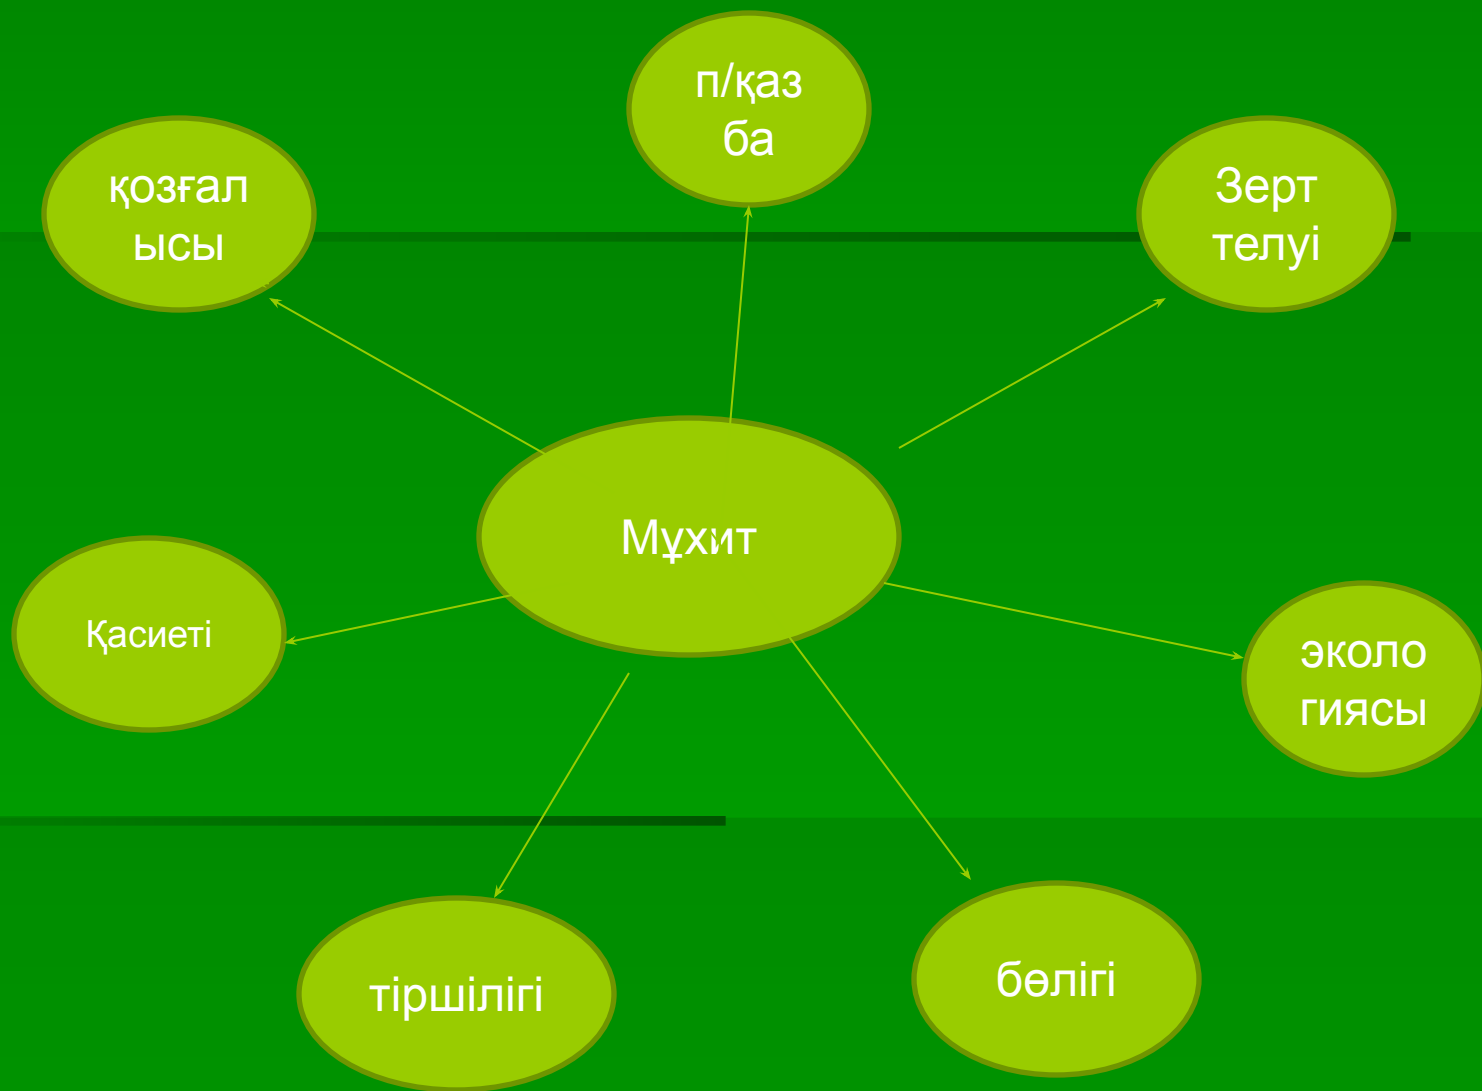 п/қаз
ба
қозғал
ысы
Зерт
телуі
Мұхит
Қасиеті
эколо
гиясы
тіршілігі
бөлігі